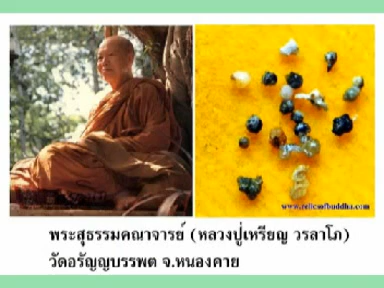 www.relicofbuddha.com
พระสุธรรมคณาจารย์ (หลวงปู่เหรียญ วรลาโภ)
วัดอรัญญบรรพต จ.หนองคาย